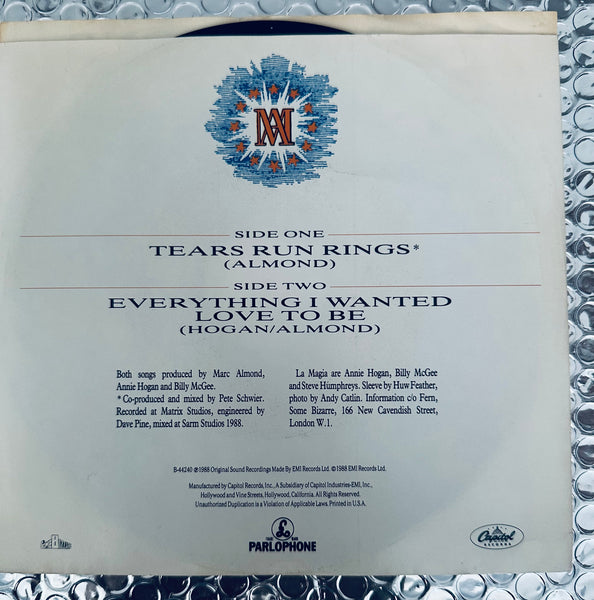 MA
SIDE ONE
TEARS RUN RINGS*
(ALMOND)
SIDE TWO
EVERYTHING I WANTED
LOVE TO BE
(HOGAN/ALMOND)
Both songs produced by Marc Almond,
Annie Hogan and Billy McGee.
*Co-produced and mixed by Pete Schwier.
Recorded at Matrix Studios, engineered by
Dave Pine, mixed at Sarm Studios 1988.
La Magia are Annie Hogan, Billy McGee
and Steve Humphreys. Sleeve by Huw Feather,
photo by Andy Catlin. Information c/o Fern,
Some Bizarre, 166 New Cavendish Street,
London W.1.
B-44240 ℗1988 Original Sound Recordings Made By EMI Records Ltd. ©1988 EMI Records Ltd.
Manufactured by Capitol Records, Inc., A Subsidiary of Capitol Industries-EMI, Inc.,
Hollywood and Vine Streets, Hollywood, California. All Rights Reserved.
Unauthorized Duplication is a Violation of Applicable Laws. Printed in U.S.A.
PARLOPHONE
Capitol
RECORDS